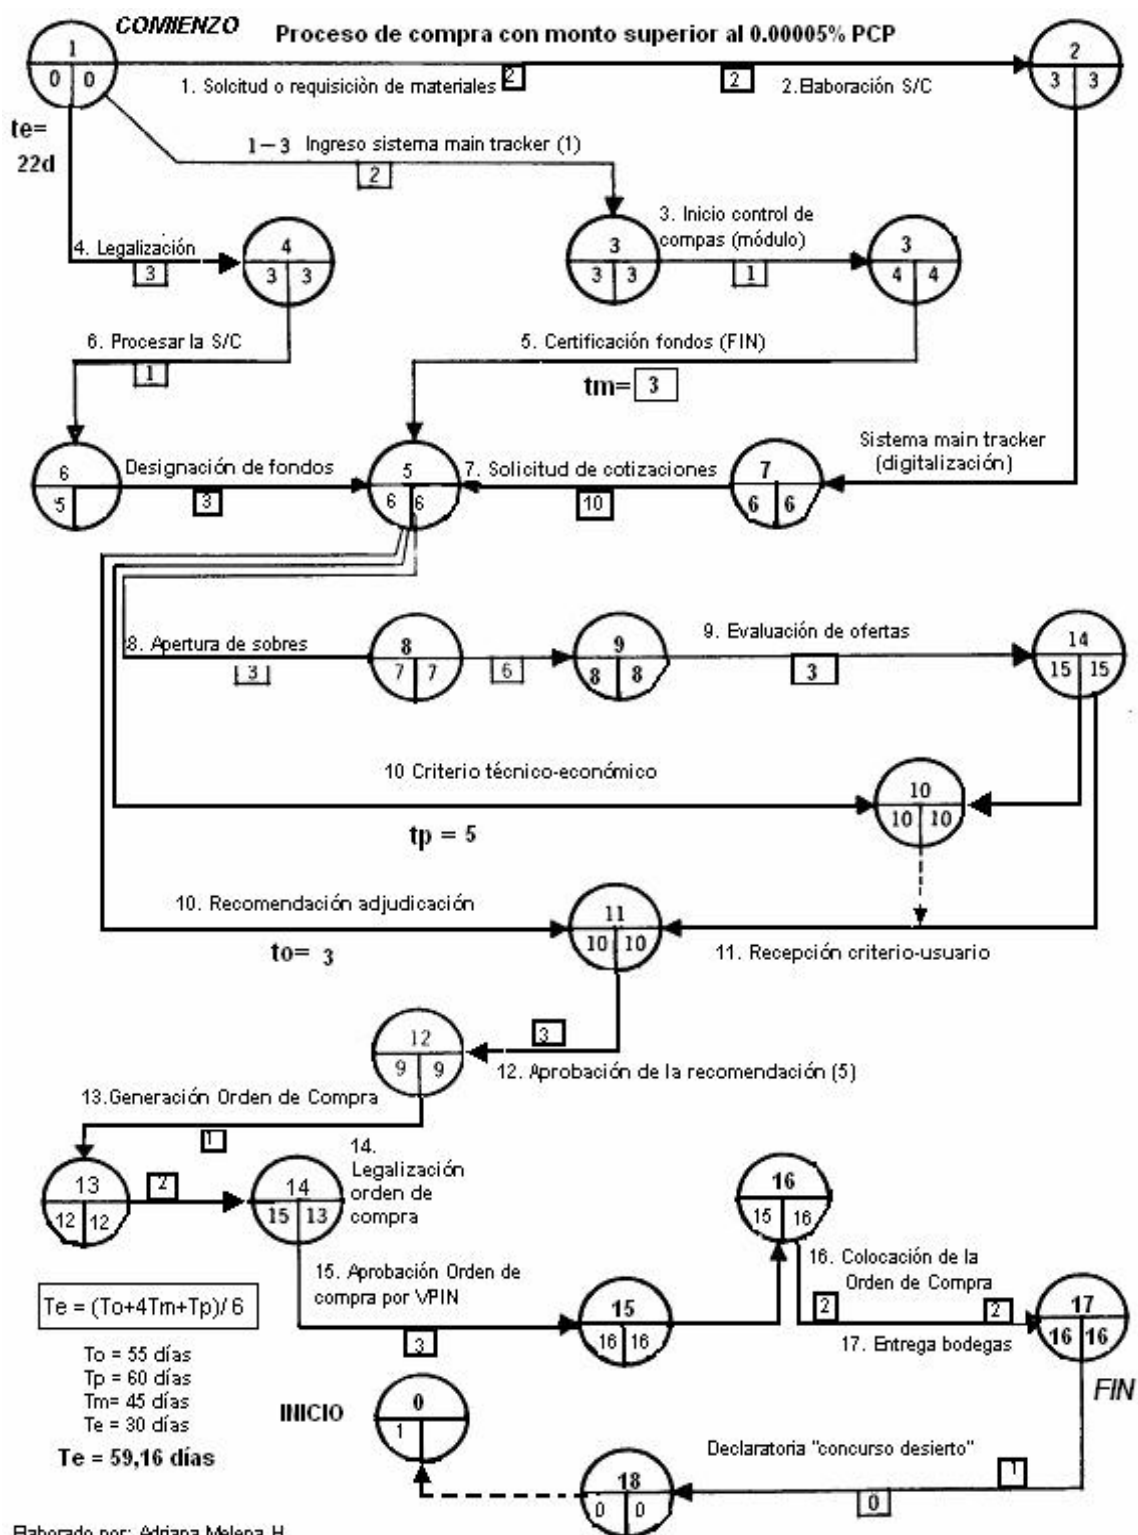 COMIENZO
Proceso de compra con monto superior al 0.00005% PCP
1
0 0
2
3 3
1. Solcitud o requisiciòn de materiales 2
2 2.Elaboración S/C
te=
22d
1-3 Ingreso sistema main tracker (1)
2
3. Inicio control de
compas (módulo)
4. Legalización
3
4
3 3
3
3 3
1
3
4 4
6. Procesar la S/C
1
5. Certificación fondos (FIN)
tm= 3
Sistema main tracker
(digitalización)
6
5
Designación de fondos
3
5
6 6
7. Solicitud de cotizaciones
10
7
6 6
8. Apertura de sobres
3
8
7 7
6
9
8 8
9. Evaluación de ofertas
3
14
15 15
10 Criterio técnico-económico
10
10 10
tp = 5
10. Recomendación adjudicación
11
10 10
to= 3
11. Recepción criterio-usuario
12
9 9
3
12. Aprobación de la recomendación (5)
13.Generación Orden de Compra
1
13
12 12
2
14
15 13
14.
Legalización
orden de
compra
16
15 16
15. Aprobación Orden de
compra por VPIN
3
15
16 16
16. Colocación de la
Orden de Compra
2 2
17. Entrega bodegas
17
16 16
FIN
Te = (To+4Tm+Tp)/ 6
To = 55 días
Tp = 60 días
Tm= 45 días
Te = 30 días
Te = 59,16 días
INICIO
0
1
Declaratoria "concurso desierto"
1
0
18
0 0
Elaborado por: Adriana Melena H